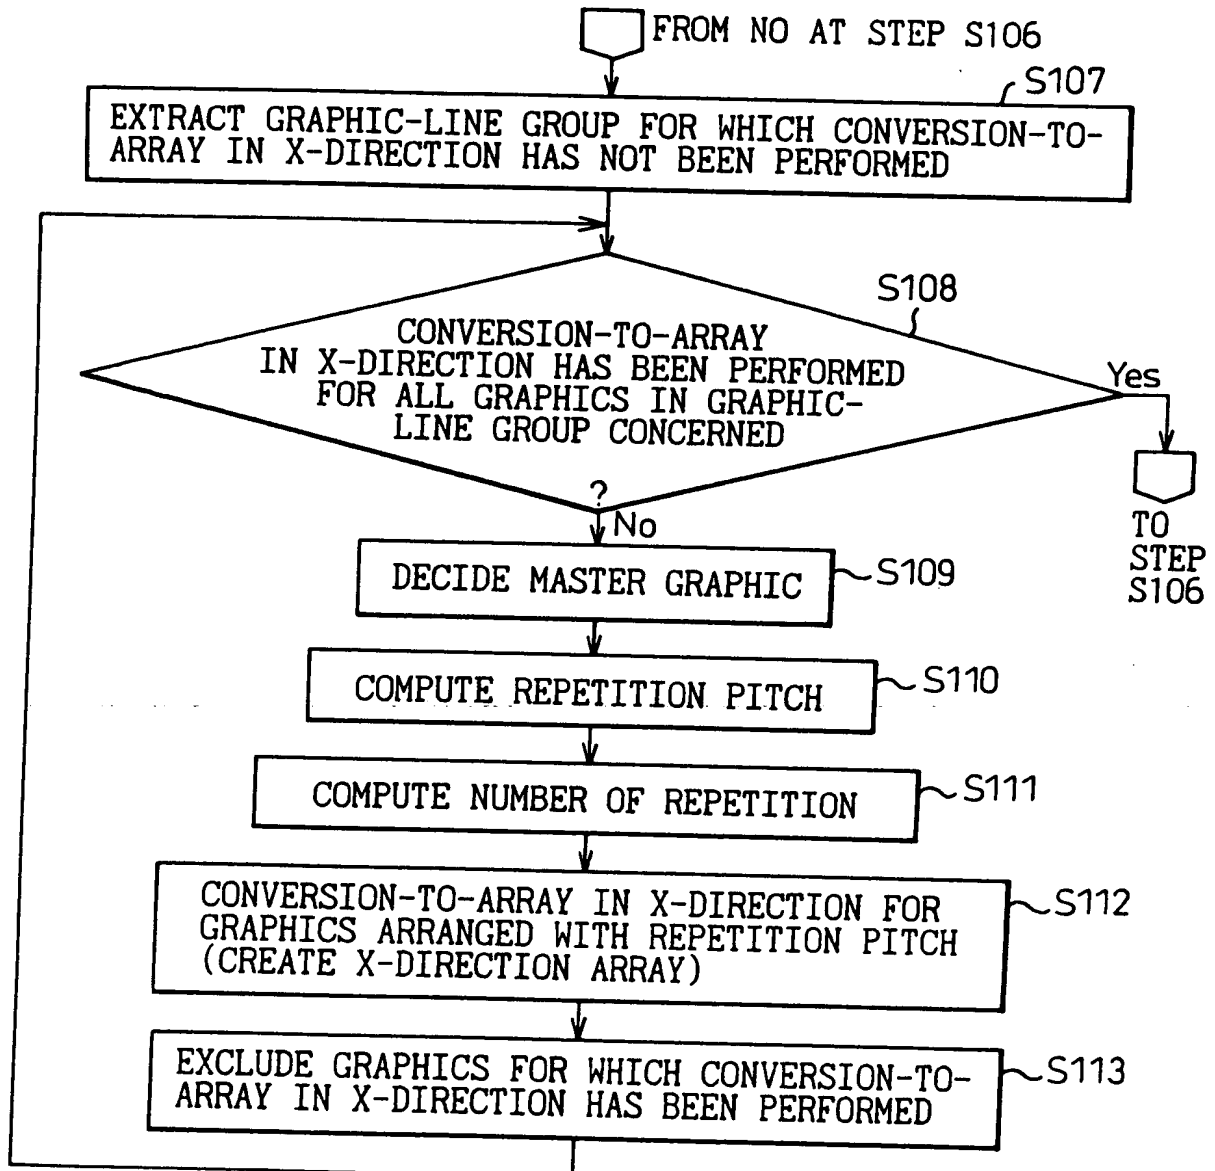 FROM NO AT STEP S106
S107
EXTRACT GRAPHIC-LINE GROUP FOR WHICH CONVERSION-TO-
ARRAY IN X-DIRECTION HAS NOT BEEN PERFORMED
S108
CONVERSION-TO-ARRAY
IN X-DIRECTION HAS BEEN PERFORMED
FOR ALL GRAPHICS IN GRAPHIC-
LINE GROUP CONCERNED
?
Yes
TO
STEP
S106
No
DECIDE MASTER GRAPHIC
S109
COMPUTE REPETITION PITCH
S110
COMPUTE NUMBER OF REPETITION
S111
CONVERSION-TO-ARRAY IN X-DIRECTION FOR
GRAPHICS ARRANGED WITH REPETITION PITCH
(CREATE X-DIRECTION ARRAY)
S112
EXCLUDE GRAPHICS FOR WHICH CONVERSION-TO-
ARRAY IN X-DIRECTION HAS BEEN PERFORMED
S113